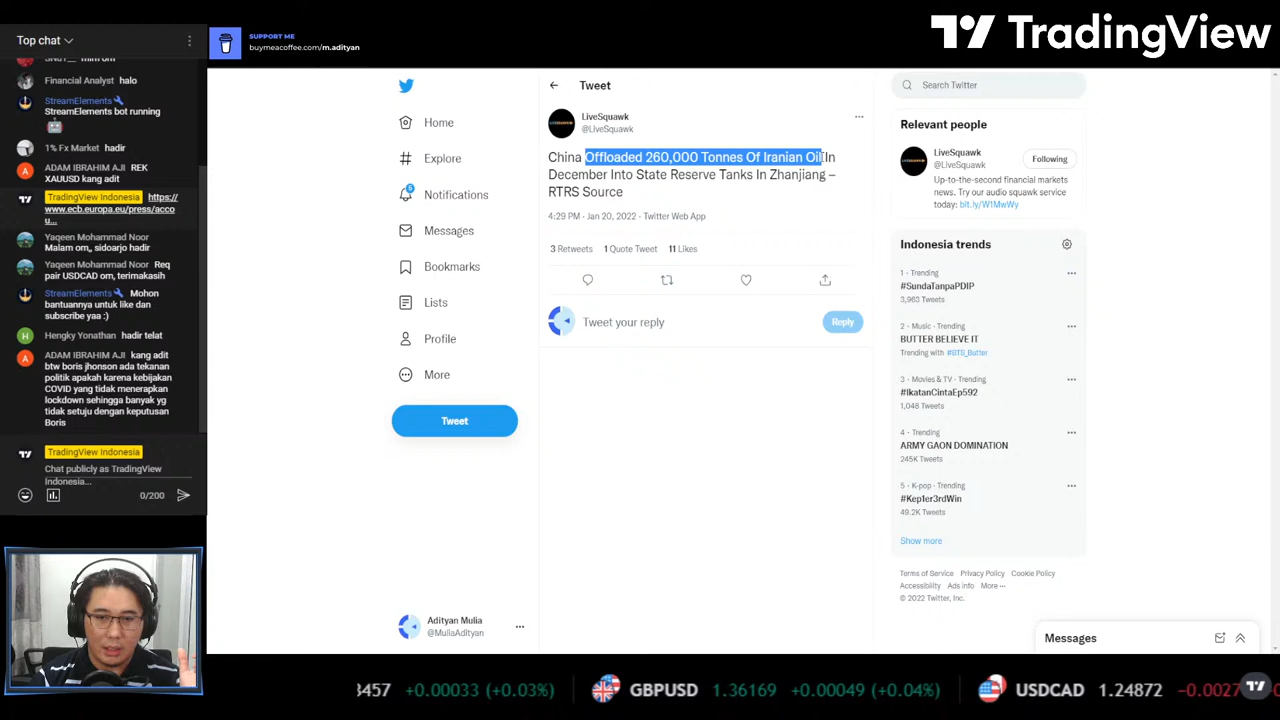 SUPPORT ME
buymeacoffee.com/m.adityan
TradingView
Top chat
Financial Analyst halo
StreamElements
StreamElements bot running
1% Fx Market hadir
ADAM IBRAHIM AJI REK
XAUUSD kang adit
TradingView Indonesia https://
www.ecb.europa.eu/press/acco
u...
Yaqeen Mohammad Noor
Malam om,, sidoarjo hadir
Yaqeen Mohammad Noor Req
pair USDCAD om, terimakasih
StreamElements Mohon
bantuannya untuk like dan
subscribe yaa :)
Hengky Yonathan hadir telat
ADAM IBRAHIM AJI kang adit
btw boris jhonson ada tekanan
politik apakah karena kebijakan
COVID yang tidak menerapkan
lockdown sehingga banyak yg
tidak setuju dengan keputusan
Boris
TradingView Indonesia
Chat publicly as TradingView
Indonesia...
0/200
Home
Explore
5
Notifications
Messages
Bookmarks
Lists
Profile
More
Tweet
Adityan Mulia
@MuliaAdityan
Tweet
LiveSquawk
@LiveSquawk
China Offloaded 260,000 Tonnes Of Iranian Oil In
December Into State Reserve Tanks In Zhanjiang –
RTRS Source
4:29 PM · Jan 20, 2022 · Twitter Web App
3 Retweets 1 Quote Tweet 11 Likes
Tweet your reply
Reply
Search Twitter
Relevant people
LiveSquawk
@LiveSquawk
Following
Up-to-the-second financial markets
news. Try our audio squawk service
today: bit.ly/W1MwWy
Indonesia trends
1 · Trending
#SundaTanpaPDIP
3,963 Tweets
2 · Music · Trending
BUTTER BELIEVE IT
Trending with #BTS_Butter
3 · Movies & TV · Trending
#IkatanCintaEp592
1,048 Tweets
4 · Trending
ARMY GAON DOMINATION
245K Tweets
5 · K-pop · Trending
#Kep1er3rdWin
49.2K Tweets
Show more
Terms of Service Privacy Policy Cookie Policy
Accessibility Ads info More ···
© 2022 Twitter, Inc.
Messages
3457 +0.00033 (+0.03%) GBPUSD 1.36169 +0.00049 (+0.04%) USDCAD 1.24872